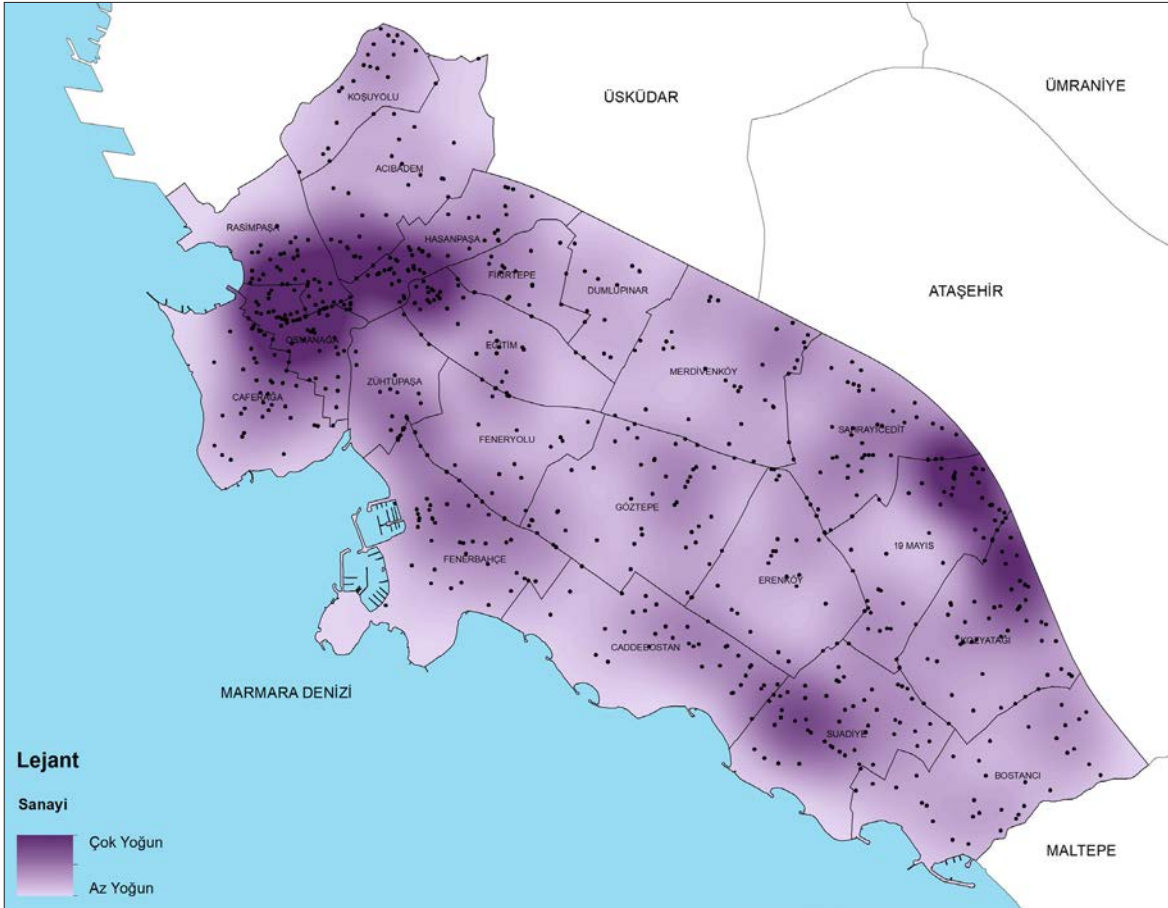 ÜMRANİYE
ÜSKÜDAR
KOŞUYOLU
ACIBADEM
RASİMPAŞA
HASANPAŞA
FİKİRTEPE
DUMLUPINAR
ATAŞEHİR
OSMANAĞA
EĞİTİM
MERDİVENKÖY
ZÜHTÜPAŞA
CAFERAĞA
SAHRAYICEDİT
FENERYOLU
GÖZTEPE
19 MAYIS
FENERBAHÇE
ERENKÖY
KOZYATAĞI
CADDEBOSTAN
MARMARA DENİZİ
SUADİYE
BOSTANCI
MALTEPE
Lejant
Sanayi
Çok Yoğun
Az Yoğun